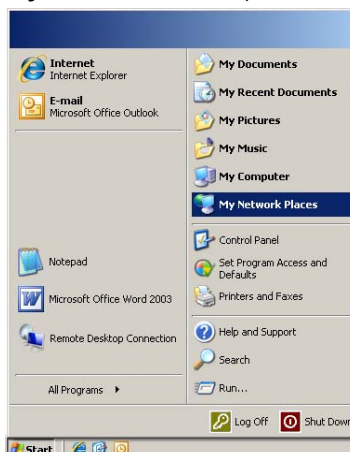 Internet
Internet Explorer
E-mail
Microsoft Office Outlook
Notepad
Microsoft Office Word 2003
Remote Desktop Connection
All Programs
My Documents
My Recent Documents
My Pictures
My Music
My Computer
My Network Places
Control Panel
Set Program Access and
Defaults
Printers and Faxes
Help and Support
Search
Run...
Log Off
Shut Down
Start